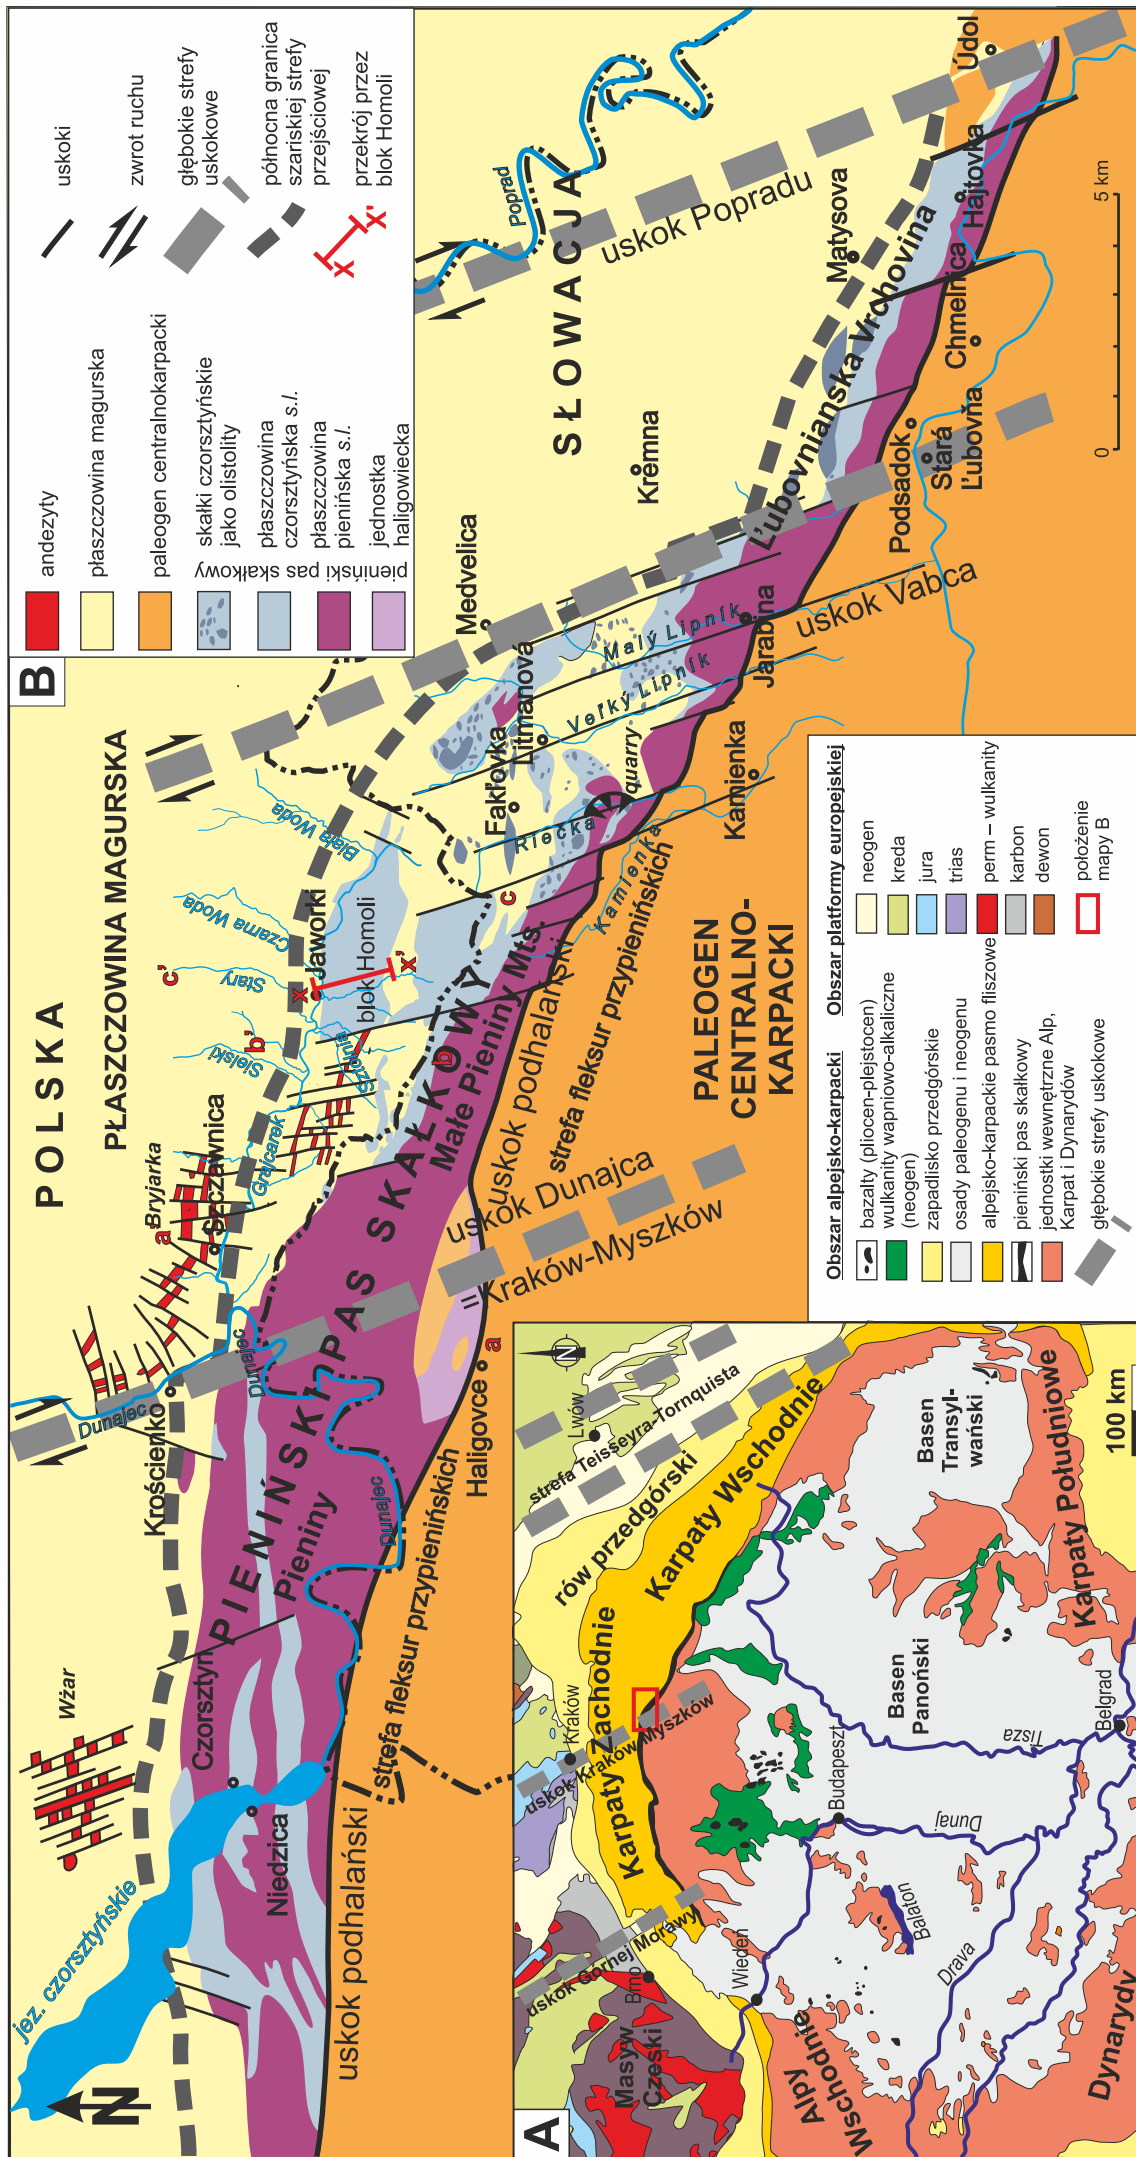 B
andezyty
płaszczowina magurska
paleogen centralnokarpacki
skałki czorsztyńskie
jako olistolity
płaszczowina
czorsztyńska s.l.
płaszczowina
pienińska s.l.
jednostka
haligowiecka
pieniński pas skałkowy
uskoki
zwrot ruchu
głębokie strefy
uskokowe
północna granica
szariskiej strefy
przejściowej
przekrój przez
blok Homoli
x
x'
POLSKA
PŁASZCZOWINA MAGURSKA
SŁOWACJA
PIENIŃSKI PAS SKAŁKOWY
PALEOGEN
CENTRALNO-
KARPACKI
N
jez. czorsztyńskie
Wżar
Czorsztyn
Niedzica
Pieniny
Krościenko
Dunajec
Dunajec
Dunajec
Bryjarka
Szczawnica
Grajcarek
Sielski
Stary
Czarna Woda
Biała Woda
Sztolnia
Jaworki
blok Homoli
x
x'
a'
a
b'
b
c'
c
Małe Pieniny Mts.
Haligovce
uskok podhalański
strefa fleksur przypienińskich
uskok Dunajca
=Kraków-Myszków
uskok podhalański
strefa fleksur przypienińskich
Kamienka
Riečka
quarry
Fakľovka
Litmanová
Veľký Lipník
Malý Lipník
Medvelica
Kamienka
Jarabina
uskok Vabca
Kremna
Ľubovnianska Vrchovina
Podsadok
Stará
Ľubovňa
Chmelnica
Hajtovka
Matysova
Údol
Poprad
uskok Popradu
0
5 km
A
N
Obszar alpejsko-karpacki
bazalty (pliocen-plejstocen)
wulkanity wapniowo-alkaliczne
(neogen)
zapadlisko przedgórskie
osady paleogenu i neogenu
alpejsko-karpackie pasmo fliszowe
pieniński pas skałkowy
jednostki wewnętrzne Alp,
Karpat i Dynarydów
głębokie strefy uskokowe
Obszar platformy europejskiej
neogen
kreda
jura
trias
perm – wulkanity
karbon
dewon
położenie
mapy B
Masyw
Czeski
Brno
uskok Górnej Morawy
Wiedeń
Alpy
Wschodnie
Karpaty Zachodnie
uskok Kraków-Myszków
Kraków
rów przedgórski
Karpaty Wschodnie
strefa Teisseyra-Tornquista
Lwów
Budapeszt
Balaton
Dunaj
Drava
Tisza
Basen
Panoński
Belgrad
Basen
Transyl-
wański
Karpaty Południowe
Dynarydy
100 km